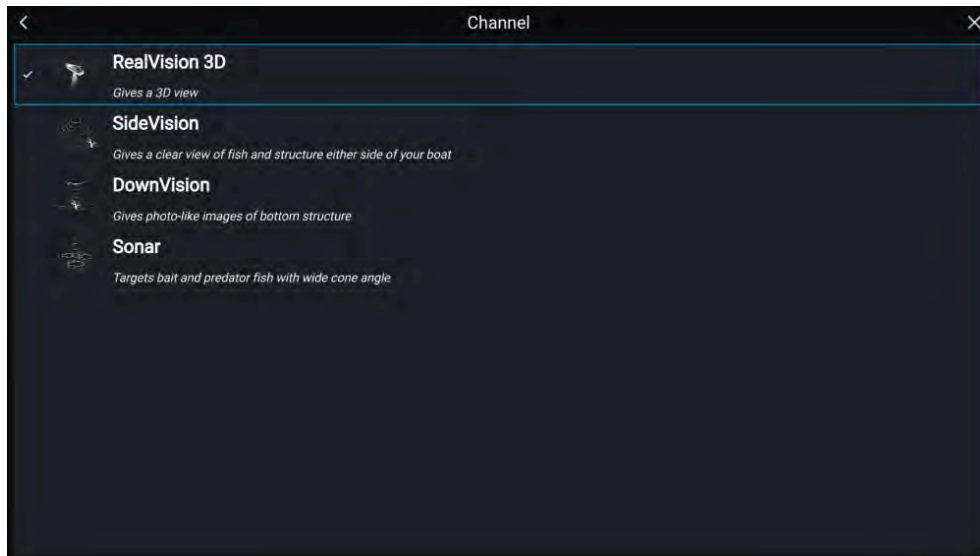 Channel
RealVision 3D
Gives a 3D view
SideVision
Gives a clear view of fish and structure either side of your boat
DownVision
Gives photo-like images of bottom structure
Sonar
Targets bait and predator fish with wide cone angle